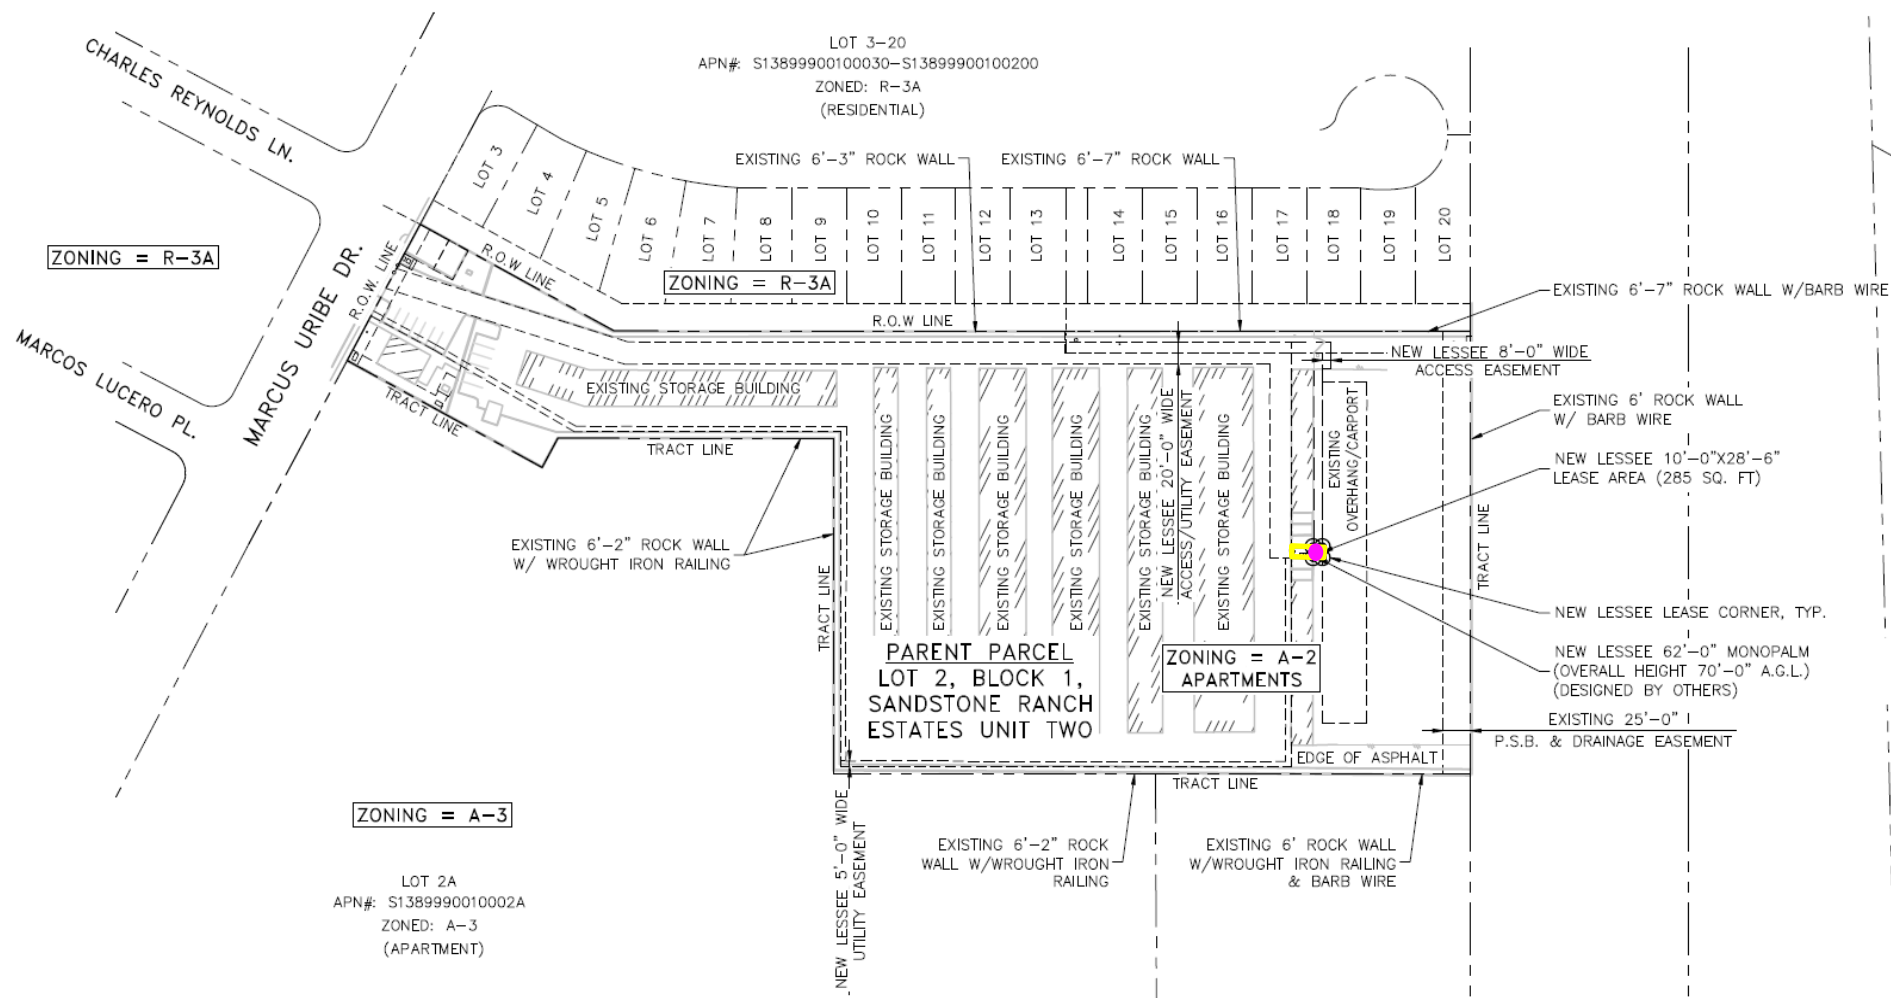 LOT 3-20
APN#: S13899900100030-S13899900100200
ZONED: R-3A
(RESIDENTIAL)
CHARLES REYNOLDS LN.
EXISTING 6'-3" ROCK WALL
EXISTING 6'-7" ROCK WALL
LOT 3
LOT 4
LOT 5
LOT 6
LOT 7
LOT 8
LOT 9
LOT 10
LOT 11
LOT 12
LOT 13
LOT 14
LOT 15
LOT 16
LOT 17
LOT 18
LOT 19
LOT 20
ZONING = R-3A
R.O.W LINE
ZONING = R-3A
R.O.W. LINE
MARCUS URIBE DR.
MARCOS LUCERO PL.
R.O.W LINE
EXISTING 6'-7" ROCK WALL W/BARB WIRE
NEW LESSEE 8'-0" WIDE
ACCESS EASEMENT
EXISTING STORAGE BUILDING
TRACT LINE
TRACT LINE
EXISTING 6' ROCK WALL
W/ BARB WIRE
NEW LESSEE 10'-0"X28'-6"
LEASE AREA (285 SQ. FT)
EXISTING STORAGE BUILDING
EXISTING STORAGE BUILDING
EXISTING STORAGE BUILDING
EXISTING STORAGE BUILDING
EXISTING STORAGE BUILDING
NEW LESSEE 20'-0" WIDE
ACCESS/UTILITY EASEMENT
EXISTING STORAGE BUILDING
EXISTING
OVERHANG/CARPORT
TRACT LINE
EXISTING 6'-2" ROCK WALL
W/ WROUGHT IRON RAILING
TRACT LINE
NEW LESSEE LEASE CORNER, TYP.
NEW LESSEE 62'-0" MONOPALM
(OVERALL HEIGHT 70'-0" A.G.L.)
(DESIGNED BY OTHERS)
PARENT PARCEL
LOT 2, BLOCK 1,
SANDSTONE RANCH
ESTATES UNIT TWO
ZONING = A-2
APARTMENTS
EXISTING 25'-0"
P.S.B. & DRAINAGE EASEMENT
EDGE OF ASPHALT
TRACT LINE
ZONING = A-3
NEW LESSEE 5'-0" WIDE
UTILITY EASEMENT
EXISTING 6'-2" ROCK
WALL W/WROUGHT IRON
RAILING
EXISTING 6' ROCK WALL
W/WROUGHT IRON RAILING
& BARB WIRE
LOT 2A
APN#: S1389990010002A
ZONED: A-3
(APARTMENT)